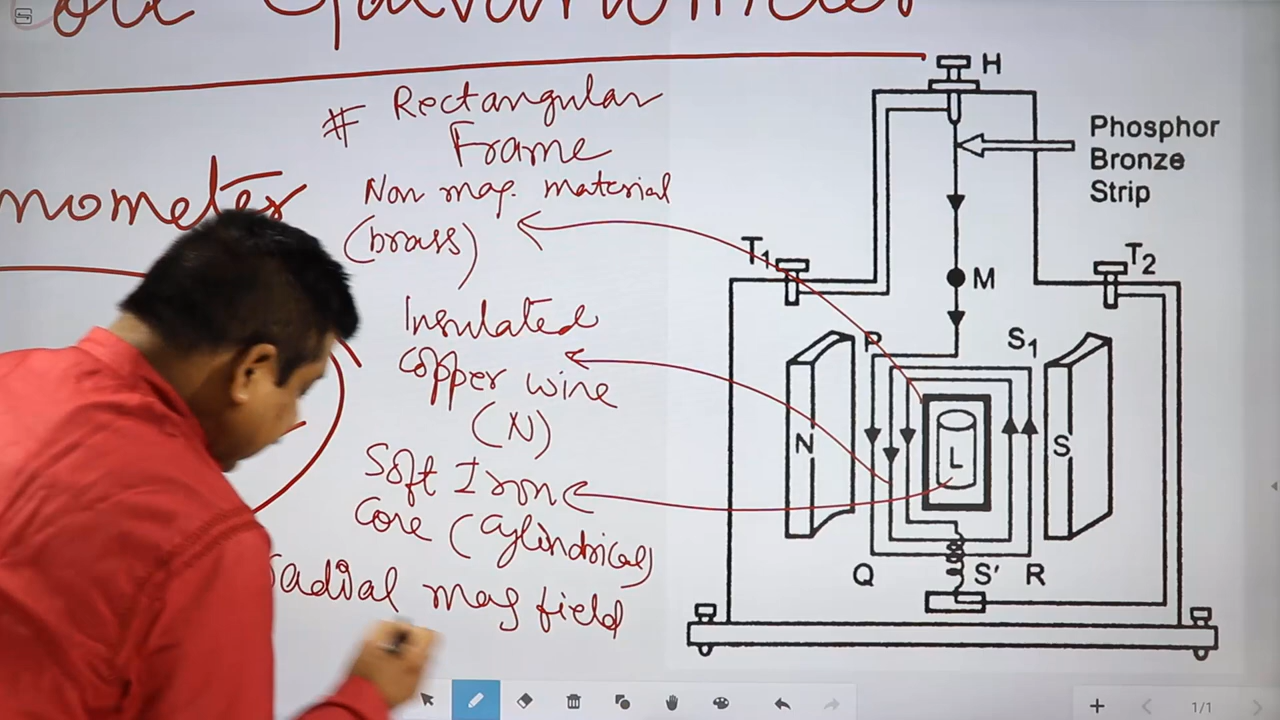 Galvanometer
nometer
# Rectangular
Frame
Non mag. material
(brass)
Insulated
copper wire
(N)
Soft Iron
Core (cylindrical)
radial mag field
H
Phosphor
Bronze
Strip
T1
T2
M
P
S1
N
L
S
Q
S'
R
1/1